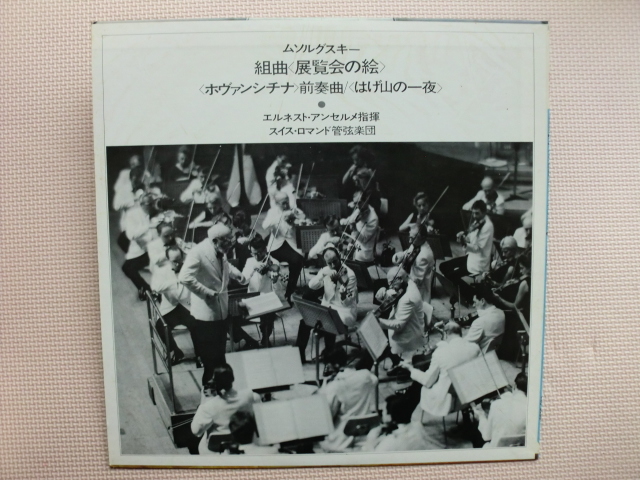 ムソルグスキー
組曲〈展覧会の絵〉
〈ホヴァンシチナ〉前奏曲/〈はげ山の一夜〉
●
エルネスト・アンセルメ指揮
スイス・ロマンド管弦楽団